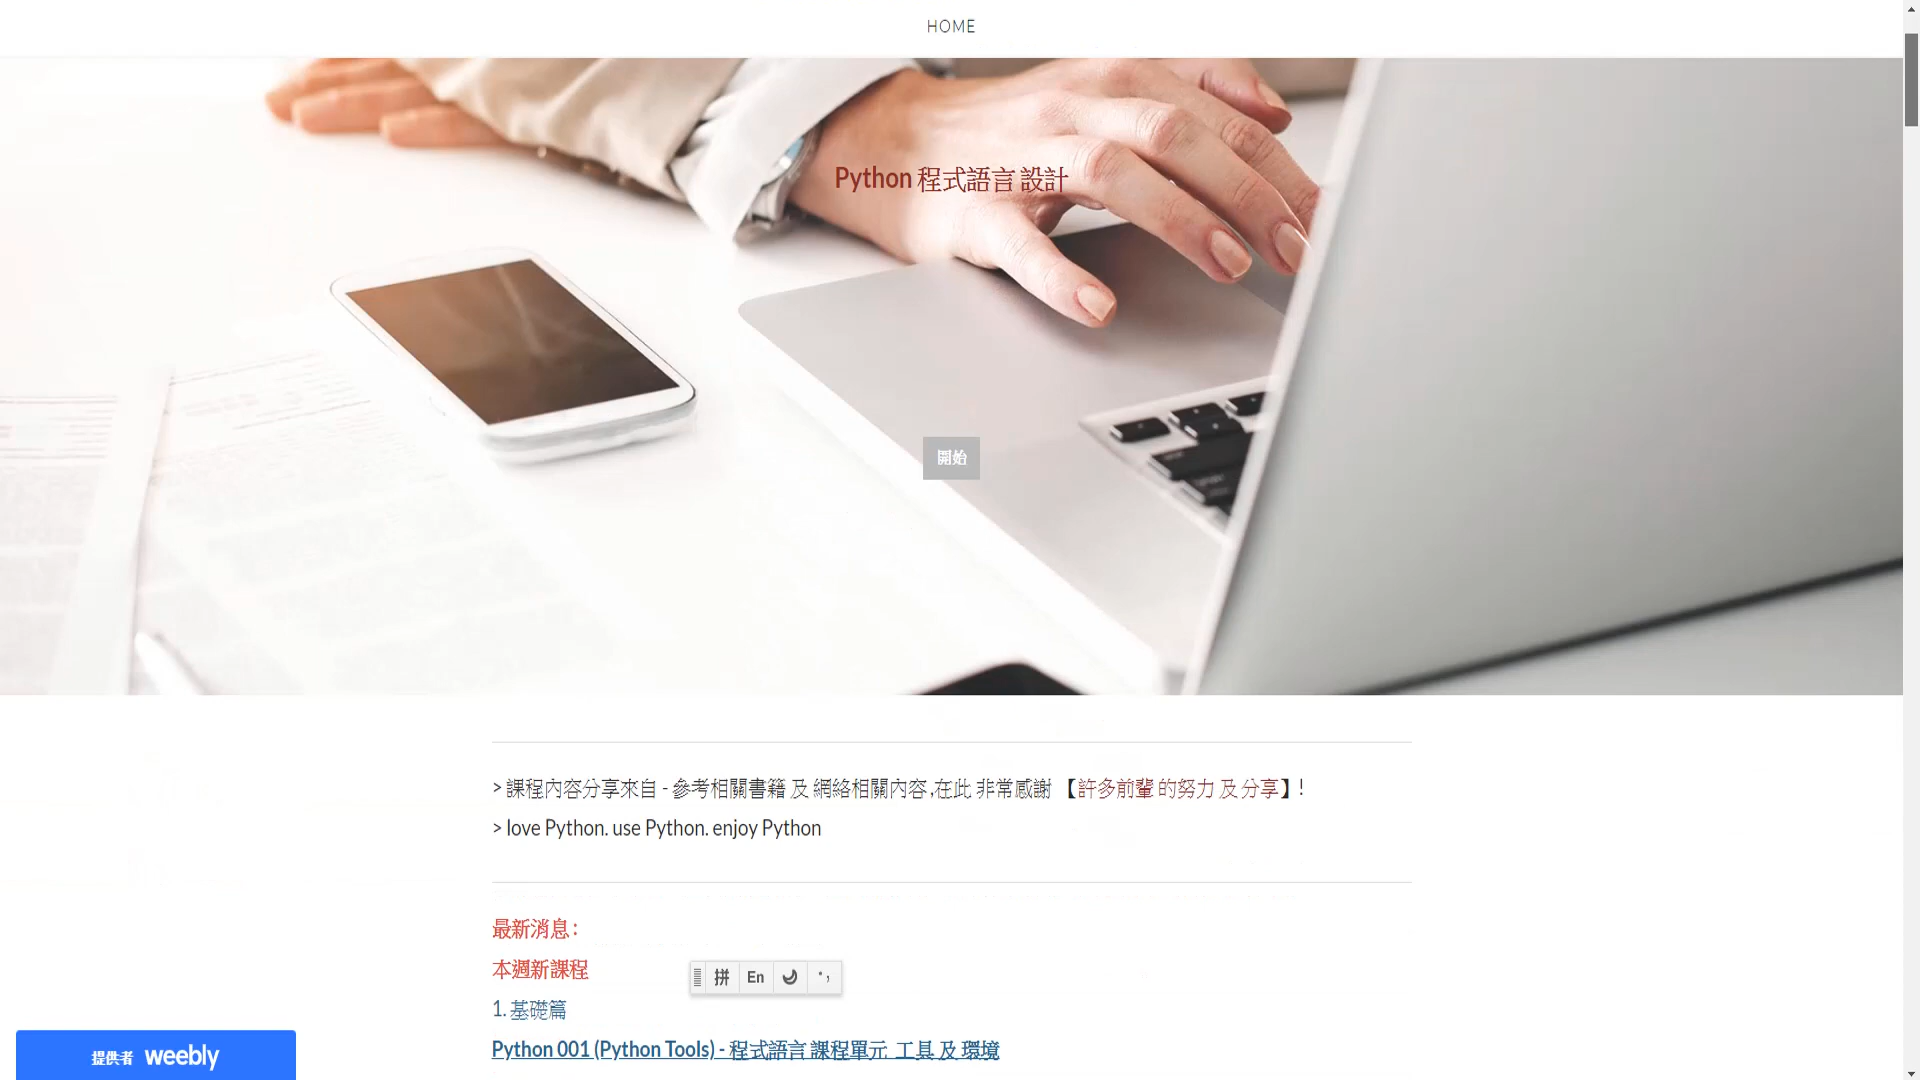 HOME
Python 程式語言 設計
開始
> 課程內容分享來自 - 參考相關書籍 及 網絡相關內容,在此 非常感謝 【許多前輩 的努力 及 分享】!
> love Python. use Python. enjoy Python
最新消息 :
本週新課程
拼 En
1. 基礎篇
Python 001 (Python Tools) - 程式語言 課程單元_工具 及 環境
提供者 weebly